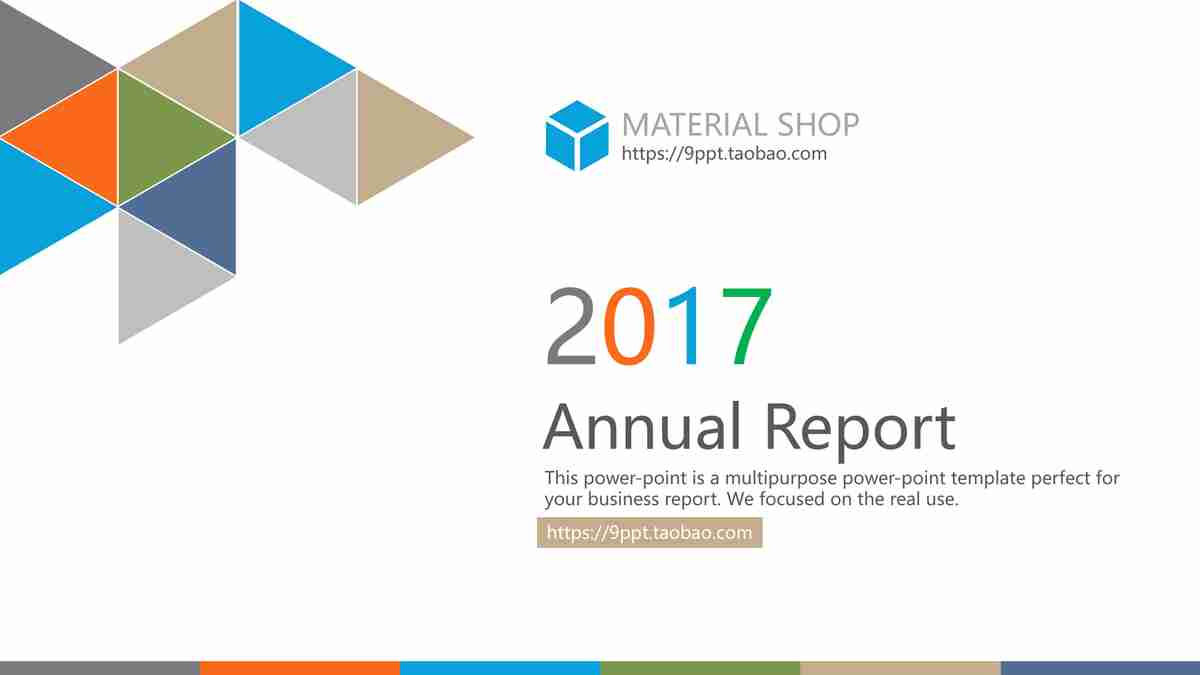 MATERIAL SHOP
https://9ppt.taobao.com
2017
Annual Report
This power-point is a multipurpose power-point template perfect for
your business report. We focused on the real use.
https://9ppt.taobao.com